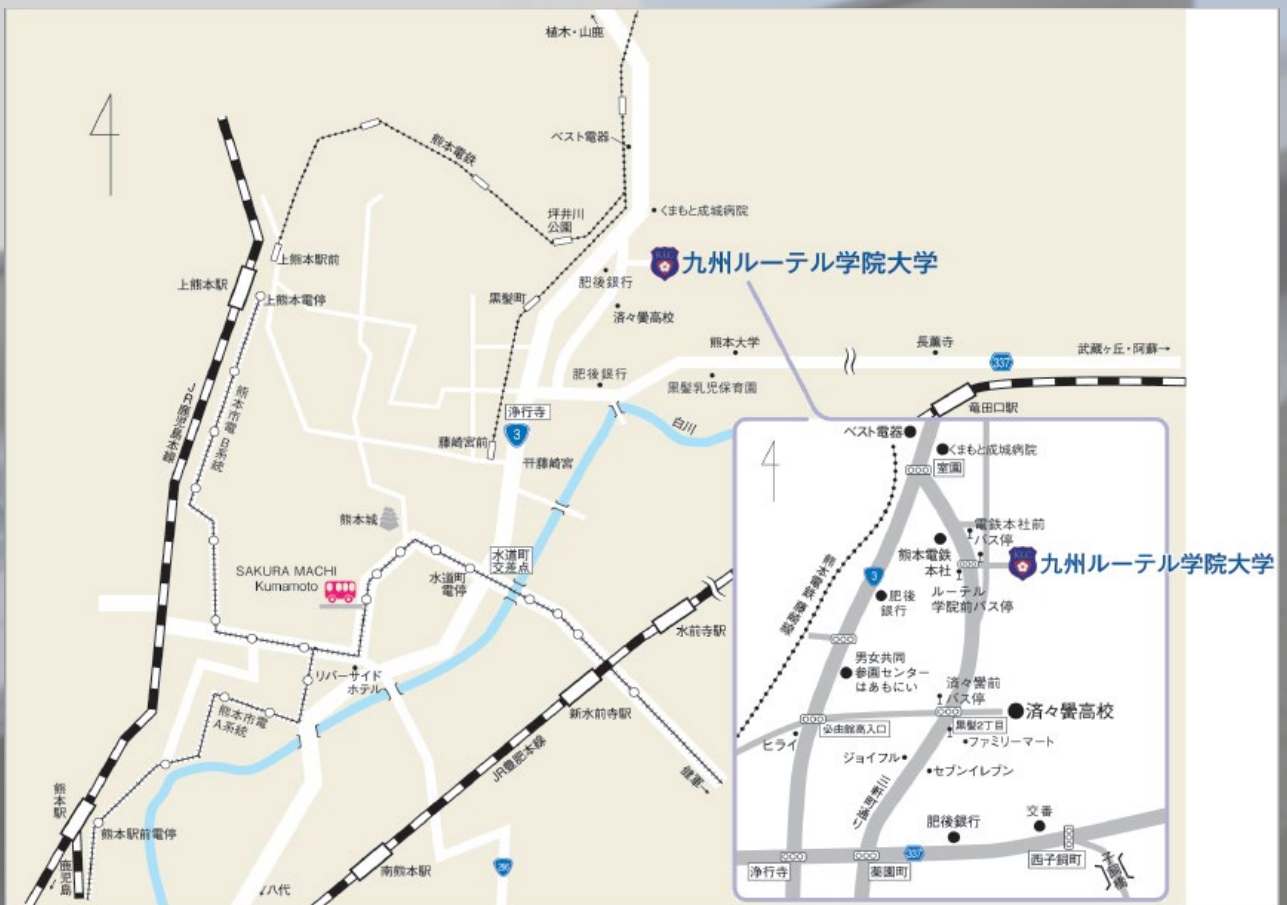 植木・山鹿
ベスト電器
熊本電鉄
坪井川
公園
くまもと成城病院
上熊本駅前
KLC
九州ルーテル学院大学
上熊本駅
上熊本電停
黒髪町
肥後銀行
済々黌高校
熊本大学
長薫寺
武蔵ヶ丘・阿蘇→
337
肥後銀行
黒髪乳児保育園
JR鹿児島本線
熊本市電B系統
浄行寺
3
白川
竜田口駅
藤崎宮前
藤崎宮
熊本城
SAKURA MACHI
Kumamoto
水道町
電停
水道町
交差点
水前寺駅
リバーサイド
ホテル
新水前寺駅
熊本市電
A系統
JR豊肥本線
健軍→
熊本駅
熊本駅前電停
鹿児島
南熊本駅
八代
ベスト電器
くまもと成城病院
室園
電鉄本社前
バス停
熊本電鉄
本社
KLC
九州ルーテル学院大学
ルーテル
学院前バス停
3
肥後
銀行
男女共同
参画センター
はあもにい
済々黌前
バス停
済々黌高校
必由館高入口
黒髪2丁目
ヒライ
ファミリーマート
ジョイフル
セブンイレブン
三軒町通り
肥後銀行
交番
337
浄行寺
薬園町
西子飼町
子飼橋